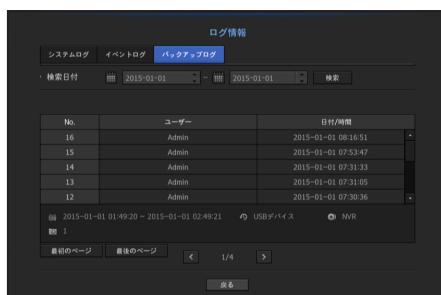 ログ情報
システムログ イベントログ バックアップログ
検索日付 2015-01-01 ~ 2015-01-01 検索
No. ユーザー 日付/時間
16 Admin 2015-01-01 08:16:51
15 Admin 2015-01-01 07:53:47
14 Admin 2015-01-01 07:31:33
13 Admin 2015-01-01 07:31:05
12 Admin 2015-01-01 07:30:36
2015-01-01 01:49:20 ~ 2015-01-01 02:49:21 USBデバイス NVR
1
最初のページ 最後のページ < 1/4 >
戻る